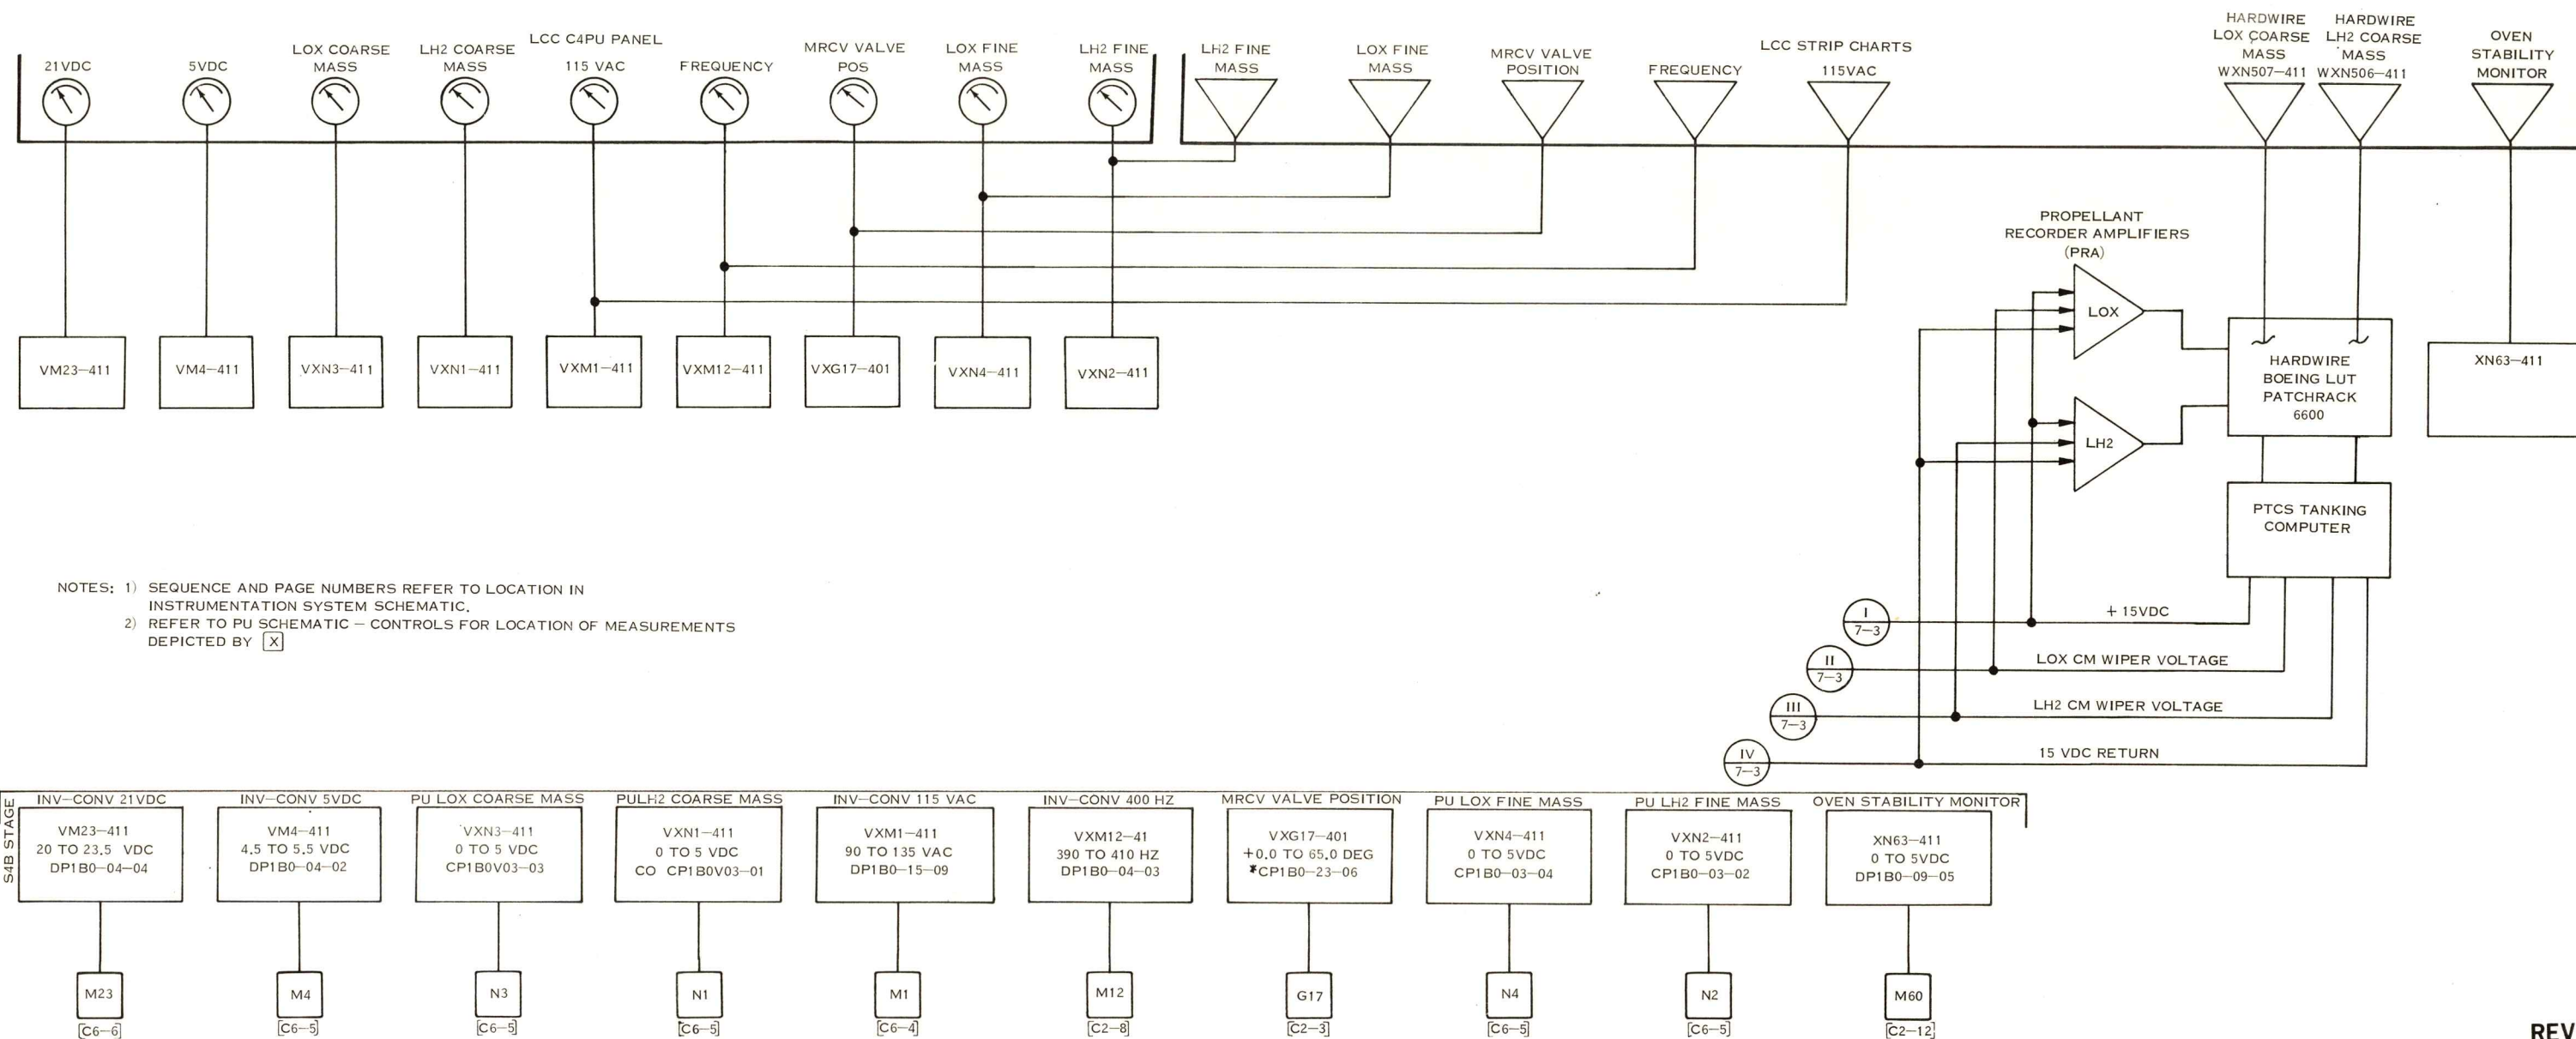 LCC C4PU PANEL
21VDC
5VDC
LOX COARSE
MASS
LH2 COARSE
MASS
115 VAC
FREQUENCY
MRCV VALVE
POS
LOX FINE
MASS
LH2 FINE
MASS
LCC STRIP CHARTS
LH2 FINE
MASS
LOX FINE
MASS
MRCV VALVE
POSITION
FREQUENCY
115VAC
HARDWIRE
LOX COARSE
MASS
WXN507-411
HARDWIRE
LH2 COARSE
MASS
WXN506-411
OVEN
STABILITY
MONITOR
VM23-411
VM4-411
VXN3-411
VXN1-411
VXM1-411
VXM12-411
VXG17-401
VXN4-411
VXN2-411
PROPELLANT
RECORDER AMPLIFIERS
(PRA)
LOX
LH2
HARDWIRE
BOEING LUT
PATCHRACK
6600
XN63-411
PTCS TANKING
COMPUTER
NOTES: 1) SEQUENCE AND PAGE NUMBERS REFER TO LOCATION IN
INSTRUMENTATION SYSTEM SCHEMATIC.
2) REFER TO PU SCHEMATIC - CONTROLS FOR LOCATION OF MEASUREMENTS
DEPICTED BY X
I
7-3
+ 15VDC
II
7-3
LOX CM WIPER VOLTAGE
III
7-3
LH2 CM WIPER VOLTAGE
IV
7-3
15 VDC RETURN
S4B STAGE
INV-CONV 21VDC
VM23-411
20 TO 23.5 VDC
DP1B0-04-04
M23
[C6-6]
INV-CONV 5VDC
VM4-411
4.5 TO 5.5 VDC
DP1B0-04-02
M4
[C6-5]
PU LOX COARSE MASS
VXN3-411
0 TO 5 VDC
CP1B0V03-03
N3
[C6-5]
PULH2 COARSE MASS
VXN1-411
0 TO 5 VDC
CO CP1B0V03-01
N1
[C6-5]
INV-CONV 115 VAC
VXM1-411
90 TO 135 VAC
DP1B0-15-09
M1
[C6-4]
INV-CONV 400 HZ
VXM12-41
390 TO 410 HZ
DP1B0-04-03
M12
[C2-8]
MRCV VALVE POSITION
VXG17-401
+0.0 TO 65.0 DEG
*CP1B0-23-06
G17
[C2-3]
PU LOX FINE MASS
VXN4-411
0 TO 5VDC
CP1B0-03-04
N4
[C6-5]
PU LH2 FINE MASS
VXN2-411
0 TO 5VDC
CP1B0-03-02
N2
[C6-5]
OVEN STABILITY MONITOR
XN63-411
0 TO 5VDC
DP1B0-09-05
M60
[C2-12]
REV